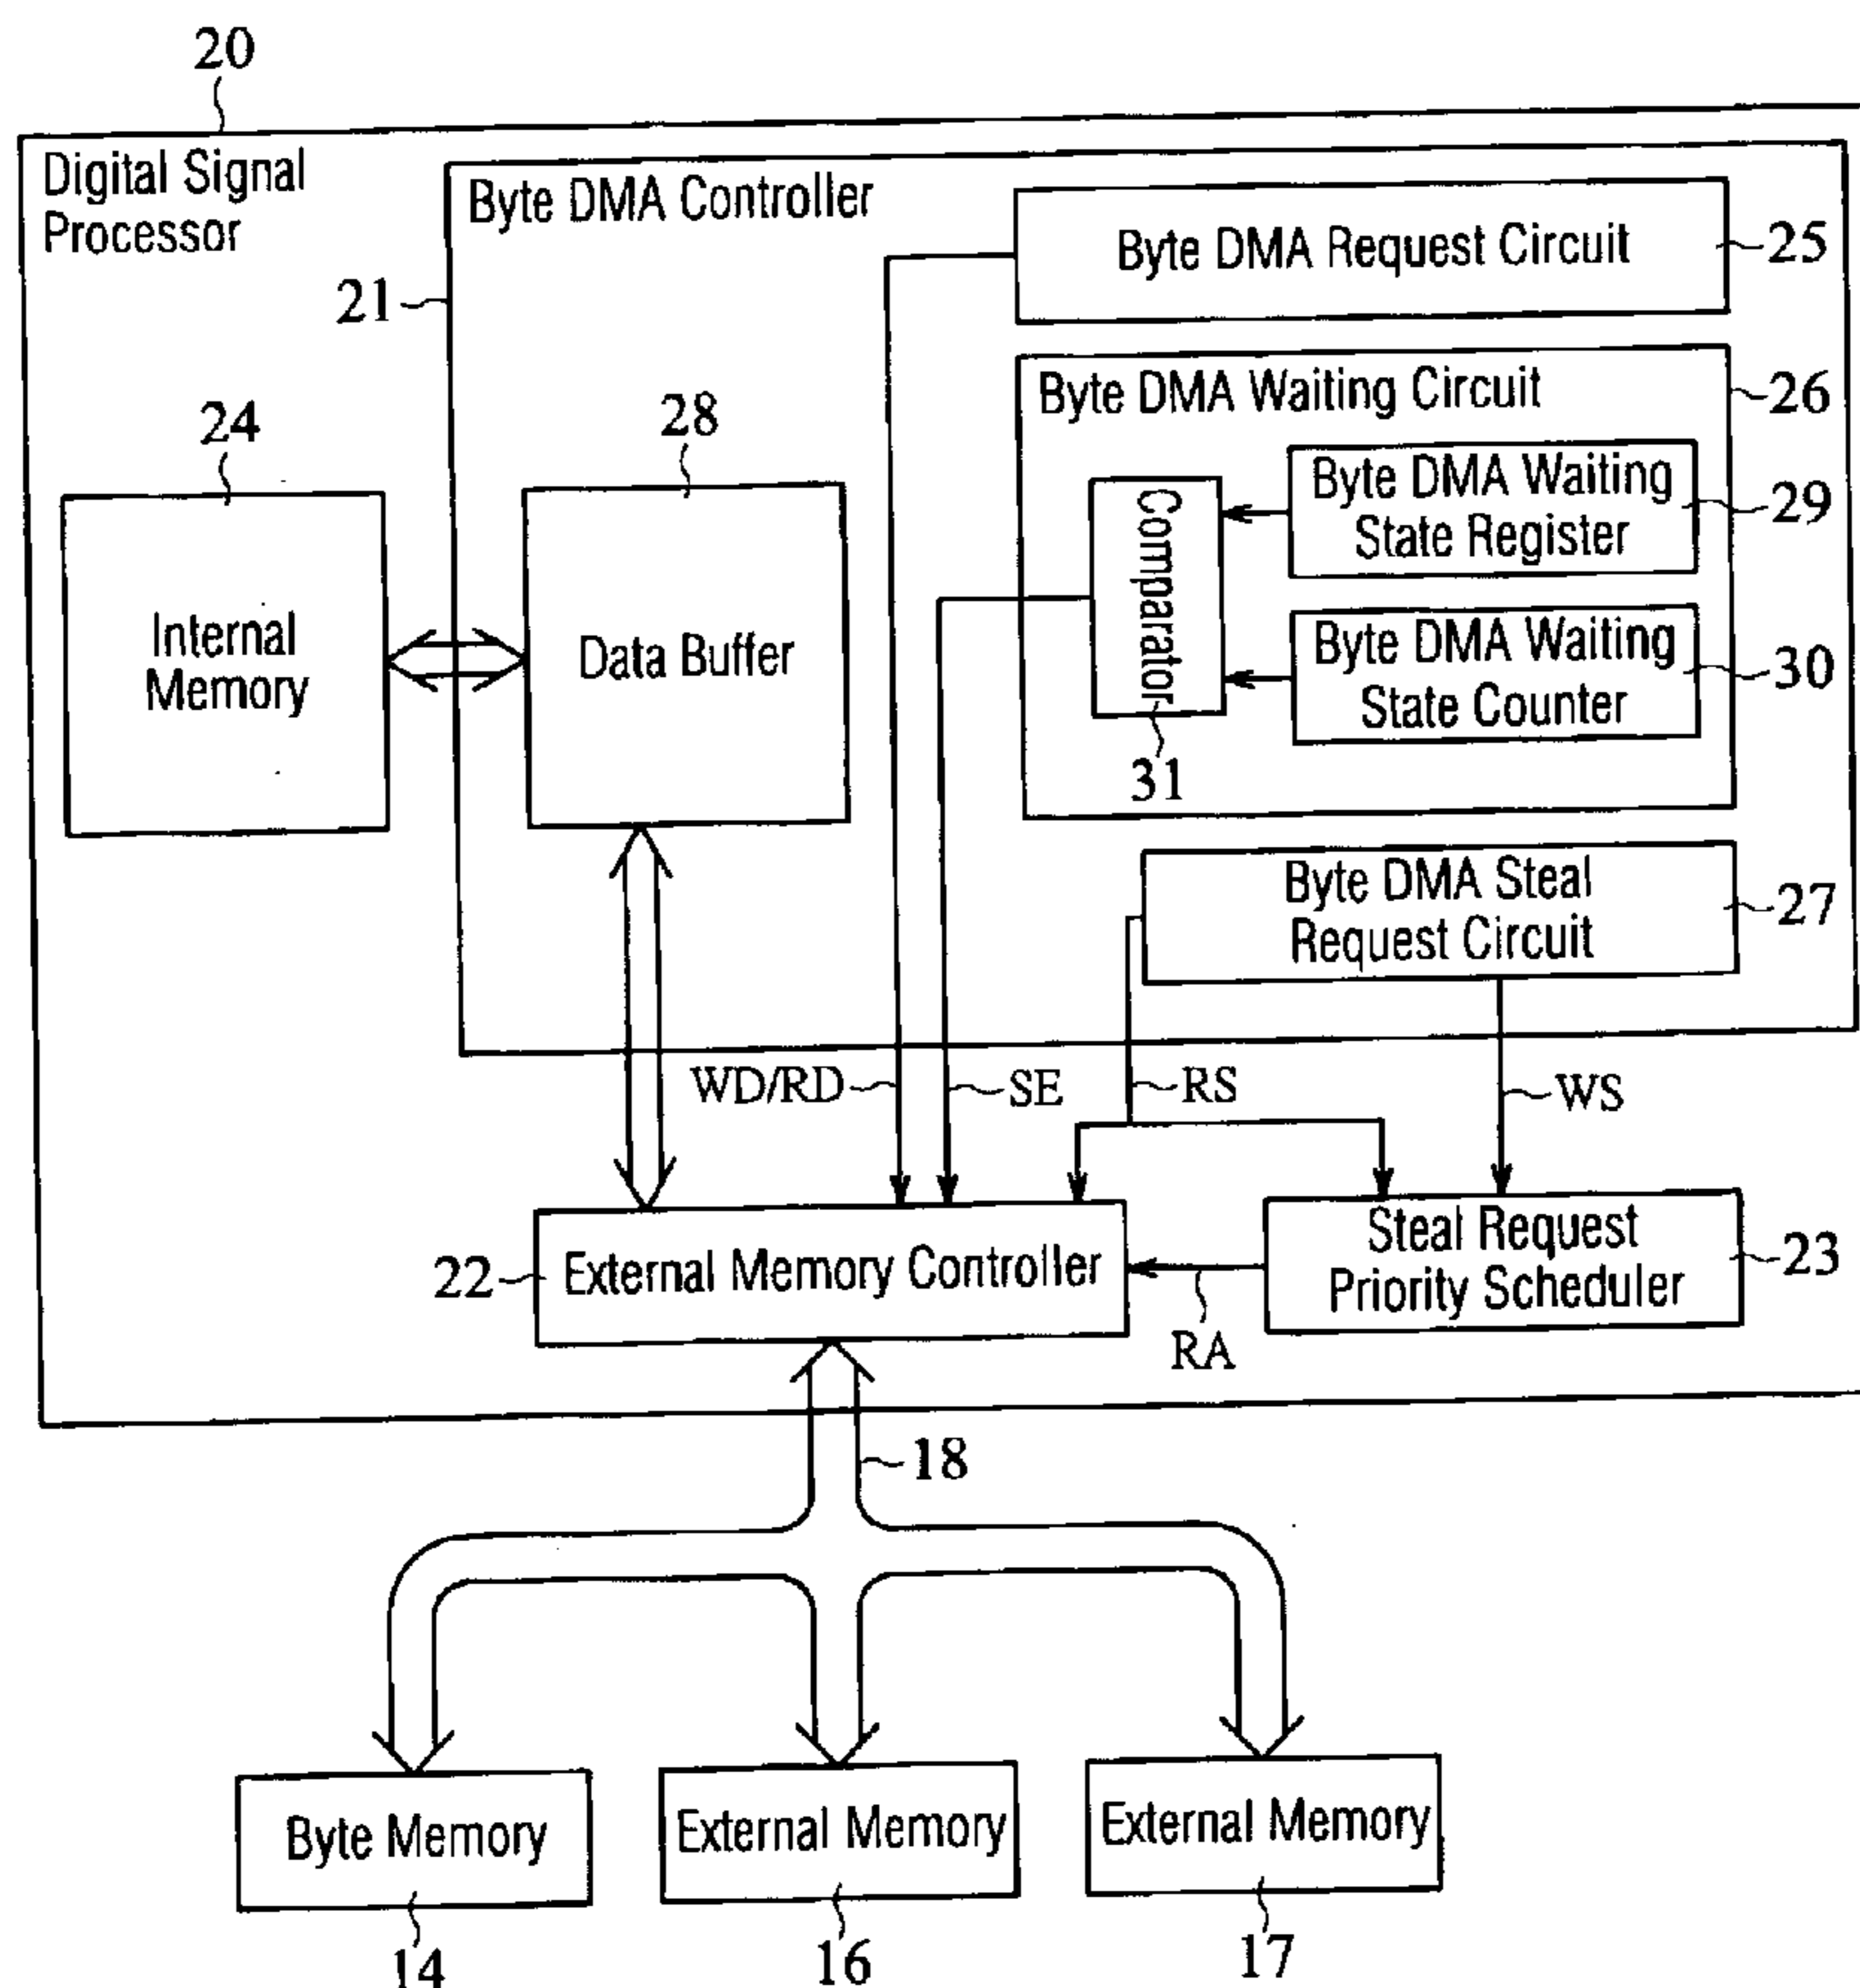 20
Digital Signal
Processor
Byte DMA Controller
21
Byte DMA Request Circuit
25
Byte DMA Waiting Circuit
26
24
28
Byte DMA Waiting
State Register
29
Comparator
Internal
Memory
Data Buffer
Byte DMA Waiting
State Counter
30
31
Byte DMA Steal
Request Circuit
27
WD/RD
SE
RS
WS
22
External Memory Controller
Steal Request
Priority Scheduler
23
RA
18
Byte Memory
External Memory
External Memory
14
16
17